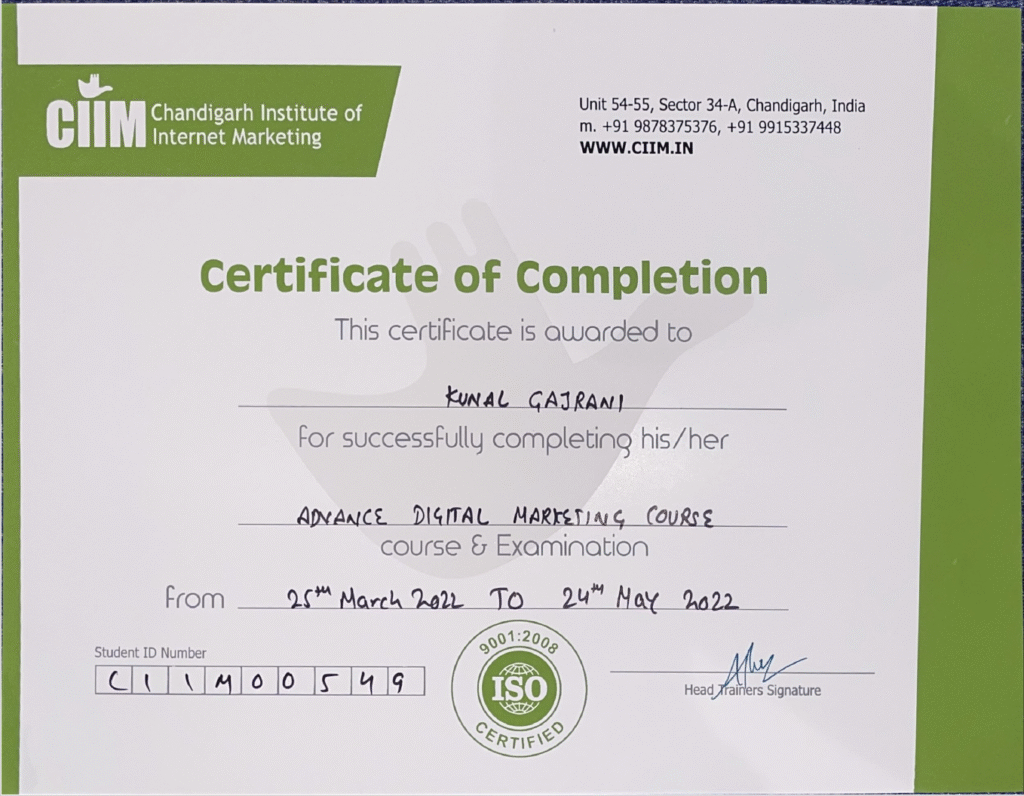 CIIM Chandigarh Institute of
Internet Marketing
Unit 54-55, Sector 34-A, Chandigarh, India
m. +91 9878375376, +91 9915337448
WWW.CIIM.IN
Certificate of Completion
This certificate is awarded to
KUNAL GAJRANI
for successfully completing his/her
ADVANCE DIGITAL MARKETING COURSE
course & Examination
From 25th March 2022 TO 24th May 2022
Student ID Number
CIIM00549
9001:2008
ISO
CERTIFIED
Head Trainers Signature